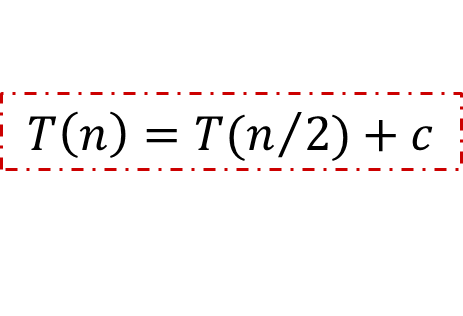 T(n) = T(n/2) + c